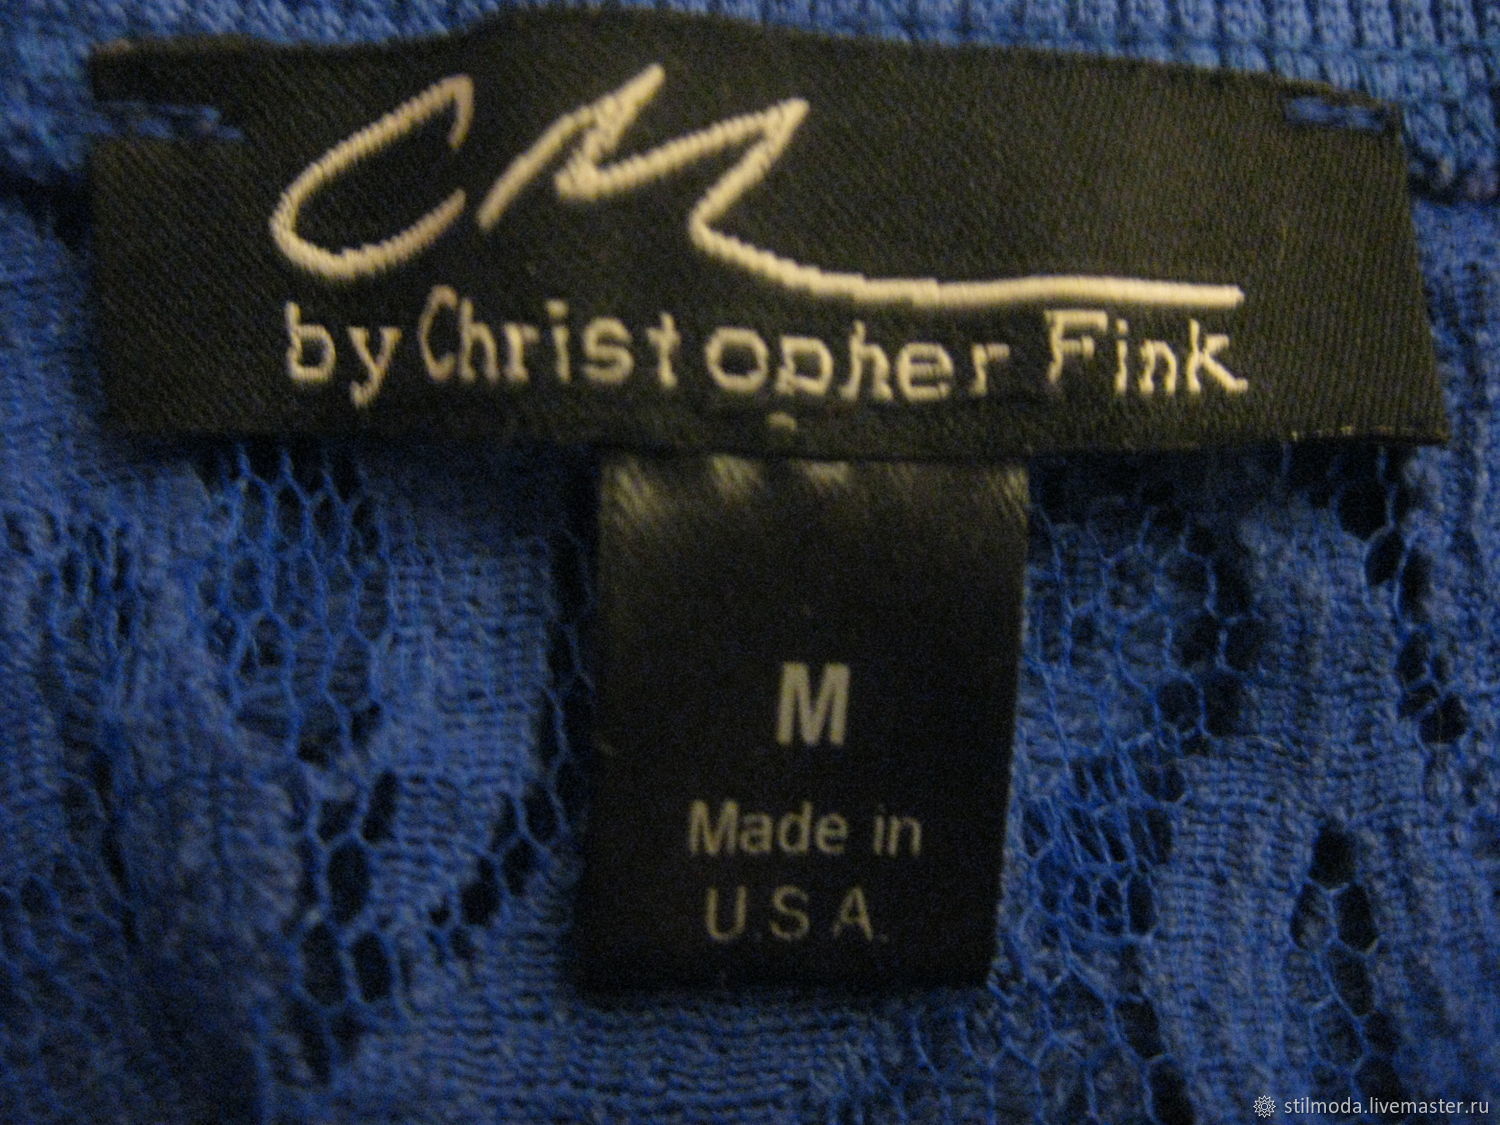 CM
by Christopher Fink
M
Made in
U.S.A.
stilmoda.livemaster.ru